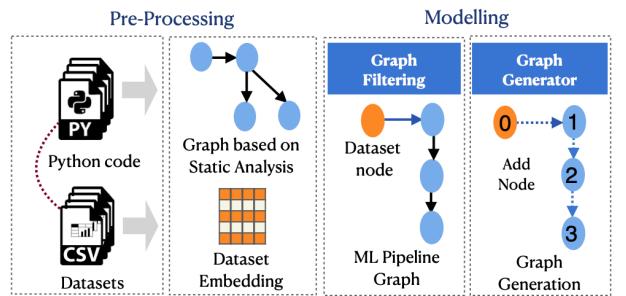 Pre-Processing
Modelling
PY
Python code
CSV
Datasets
Graph based on
Static Analysis
Dataset
Embedding
Graph
Filtering
Dataset
node
ML Pipeline
Graph
Graph
Generator
0
1
Add
Node
2
3
Graph
Generation